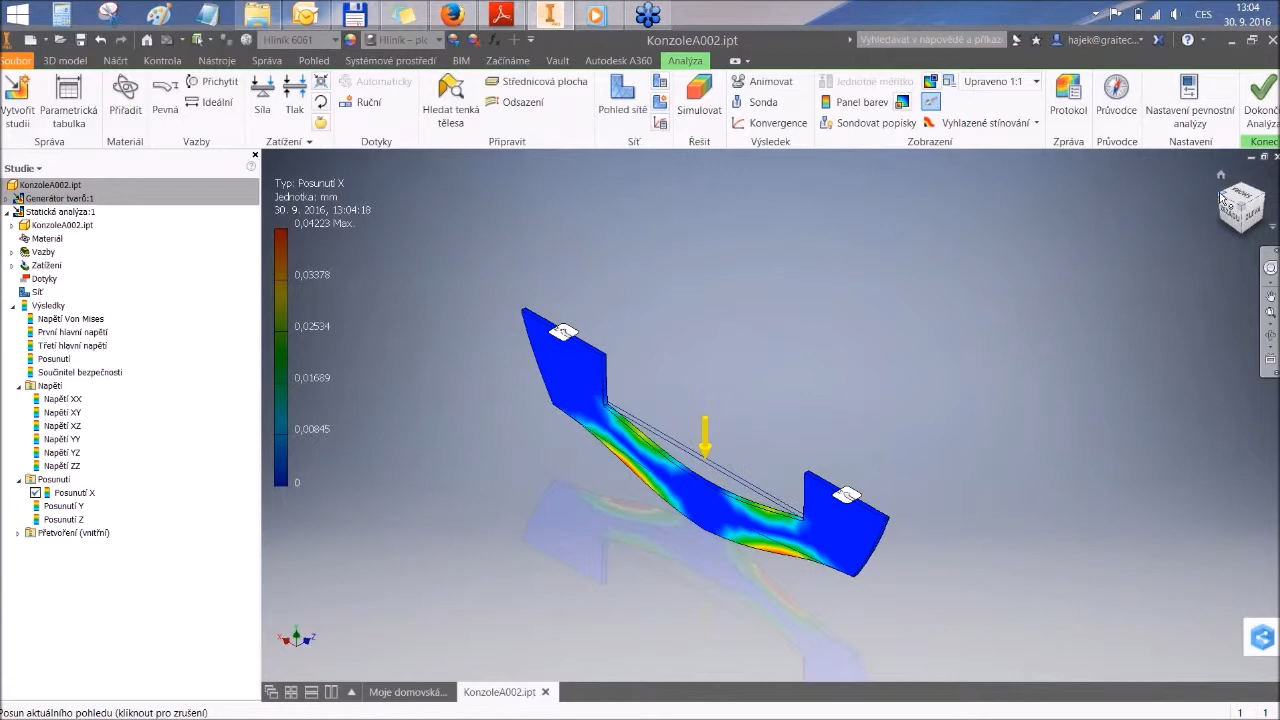 CS
13:04
30. 9. 2016
Hliník 6061
Hliník – plc
KonzoleA002.ipt
Vyhledávat v nápovědě a příkaz
hajek@graitec...
Soubor
3D model
Náčrt
Kontrola
Nástroje
Správa
Pohled
Systémové prostředí
BIM
Začínáme
Vault
Autodesk A360
Analýza
Vytvořit studii
Parametrická tabulka
Přiřadit
Pevná
Přichytit
Ideální
Síla
Tlak
Automaticky
Ruční
Hledat tenká tělesa
Střednicová plocha
Odsazení
Pohled sítě
Simulovat
Animovat
Sonda
Konvergence
Jednotné měřítko
Panel barev
Sondovat popisky
Upraveno 1:1
Vyhlazené stínování
Protokol
Průvodce
Nastavení pevnostní analýzy
Správa
Materiál
Vazby
Zatížení
Dotyky
Připravit
Síť
Řešit
Výsledek
Zobrazení
Zpráva
Průvodce
Nastavení
Studie
KonzoleA002.ipt
Generátor tvarů:1
Statická analýza:1
KonzoleA002.ipt
Materiál
Vazby
Zatížení
Dotyky
Síť
Výsledky
Napětí Von Mises
První hlavní napětí
Třetí hlavní napětí
Posunutí
Součinitel bezpečnosti
Napětí
Napětí XX
Napětí XY
Napětí XZ
Napětí YY
Napětí YZ
Napětí ZZ
Posunutí
Posunutí X
Posunutí Y
Posunutí Z
Přetvoření (vnitřní)
Typ: Posunutí X
Jednotka: mm
30. 9. 2016, 13:04:18
0,04223 Max.
0,03378
0,02534
0,01689
0,00845
0
X
Z
Moje domovská...
KonzoleA002.ipt
Posun aktuálního pohledu (kliknout pro zrušení)
1
1